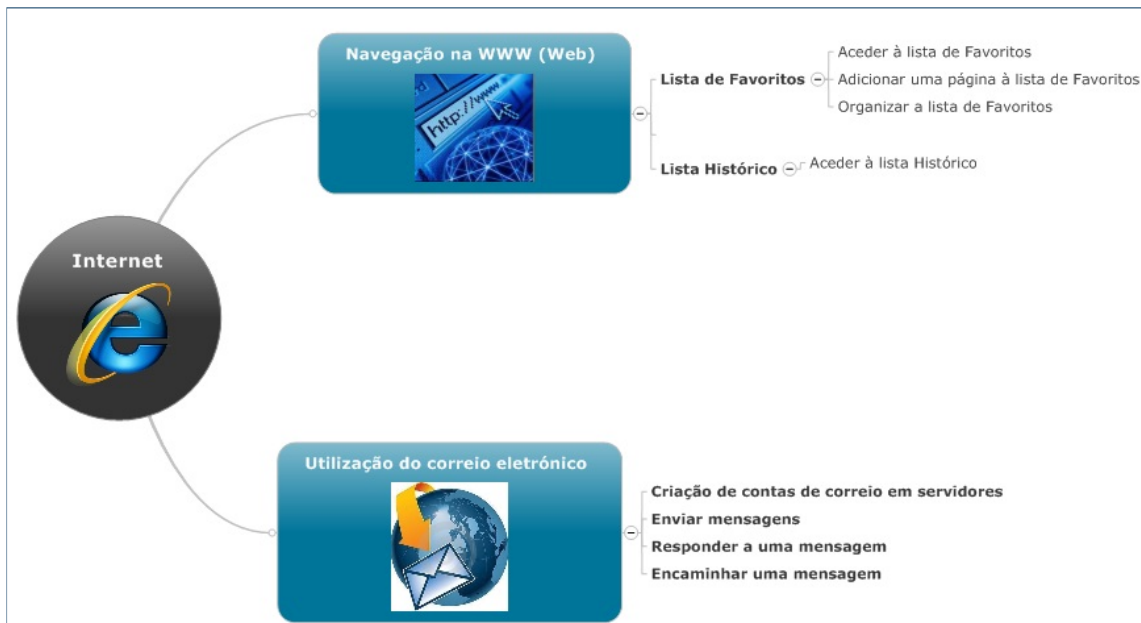 Internet
Navegação na WWW (Web)
http://www
Lista de Favoritos
Aceder à lista de Favoritos
Adicionar uma página à lista de Favoritos
Organizar a lista de Favoritos
Lista Histórico
Aceder à lista Histórico
Utilização do correio eletrónico
Criação de contas de correio em servidores
Enviar mensagens
Responder a uma mensagem
Encaminhar uma mensagem